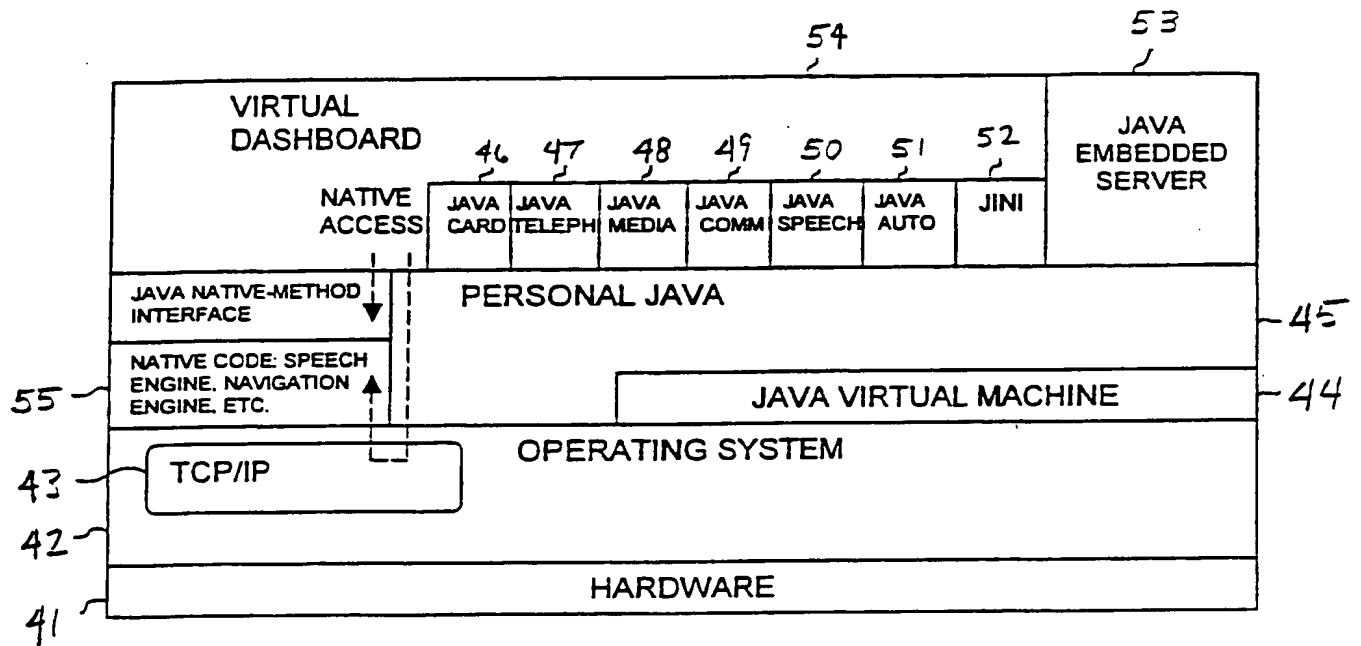 54
53
VIRTUAL
DASHBOARD
JAVA
EMBEDDED
SERVER
46
47
48
49
50
51
52
NATIVE
ACCESS
JAVA
CARD
JAVA
TELEPH
JAVA
MEDIA
JAVA
COMM
JAVA
SPEECH
JAVA
AUTO
JINI
JAVA NATIVE-METHOD
INTERFACE
PERSONAL JAVA
45
NATIVE CODE: SPEECH
ENGINE, NAVIGATION
ENGINE, ETC.
55
JAVA VIRTUAL MACHINE
44
OPERATING SYSTEM
TCP/IP
43
42
HARDWARE
41